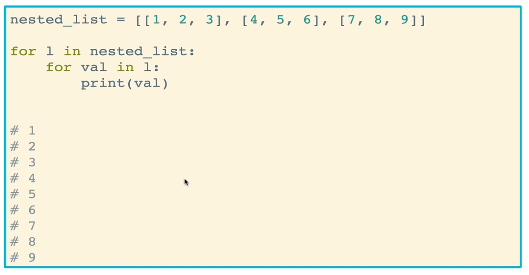 nested_list = [[1, 2, 3], [4, 5, 6], [7, 8, 9]]
for l in nested_list:
    for val in l:
        print(val)
# 1
# 2
# 3
# 4
# 5
# 6
# 7
# 8
# 9